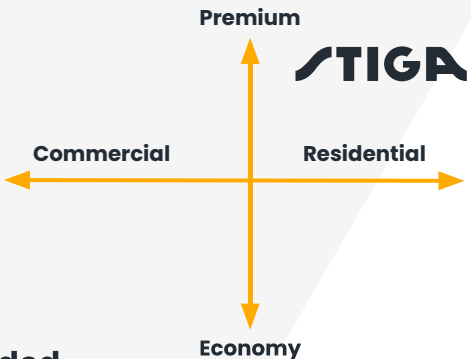 Premium
STIGA
Commercial
Residential
Economy